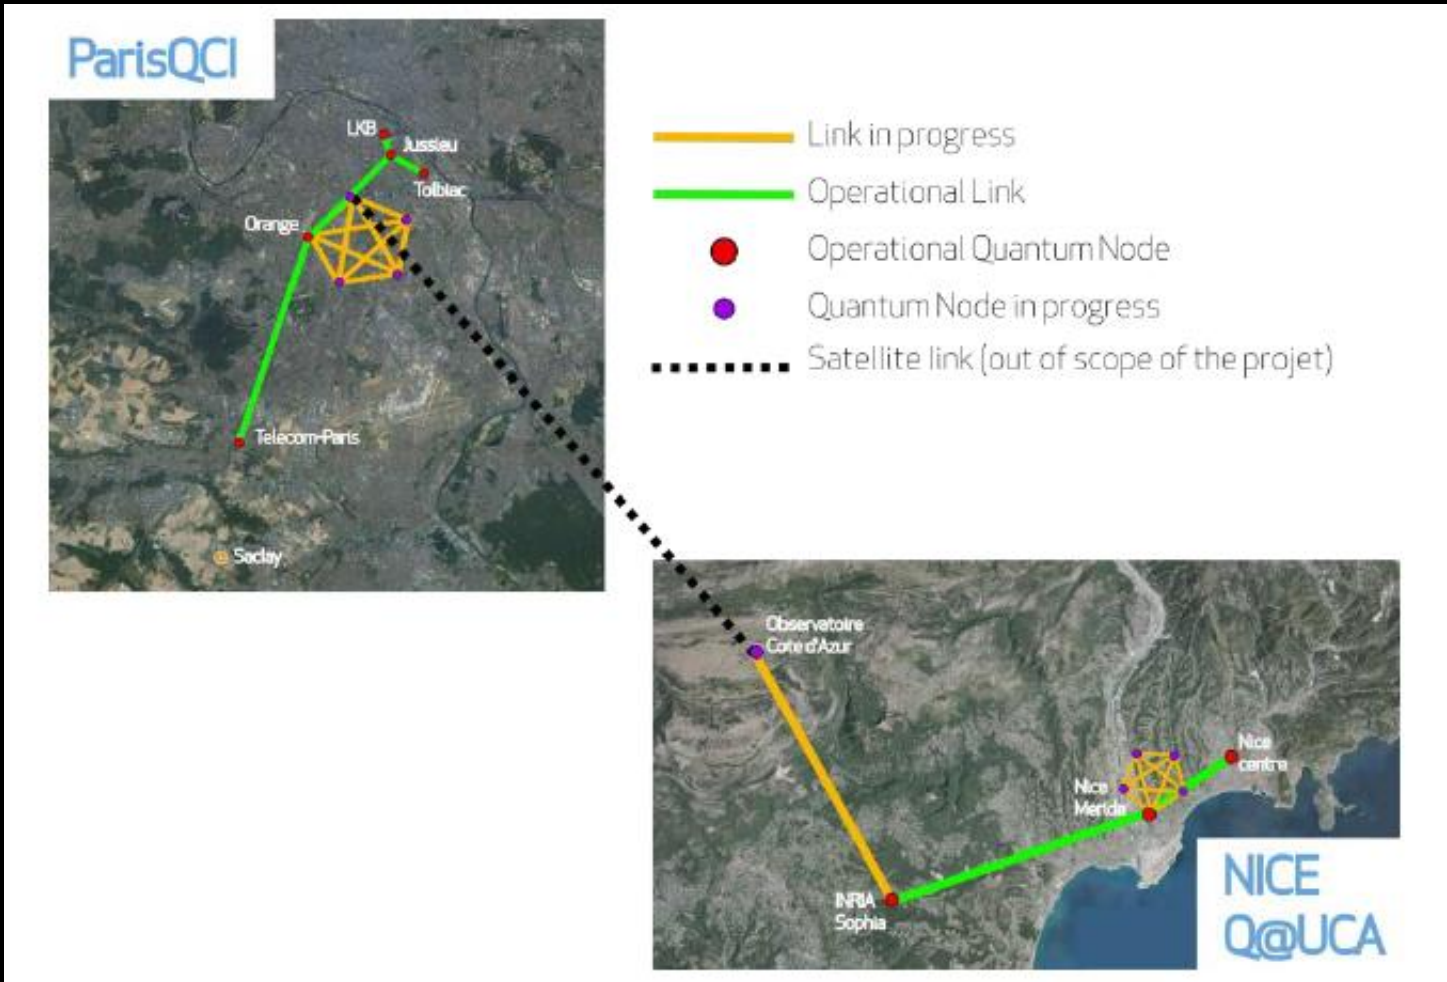 ParisQCI
LKB
Jussieu
Tolbiac
Orange
Telecom-Paris
Saclay
Link in progress
Operational Link
Operational Quantum Node
Quantum Node in progress
Satellite link (out of scope of the projet)
Observatoire
Cote d'Azur
Nice
centre
Nice
Meridia
INRIA
Sophia
NICE
Q@UCA